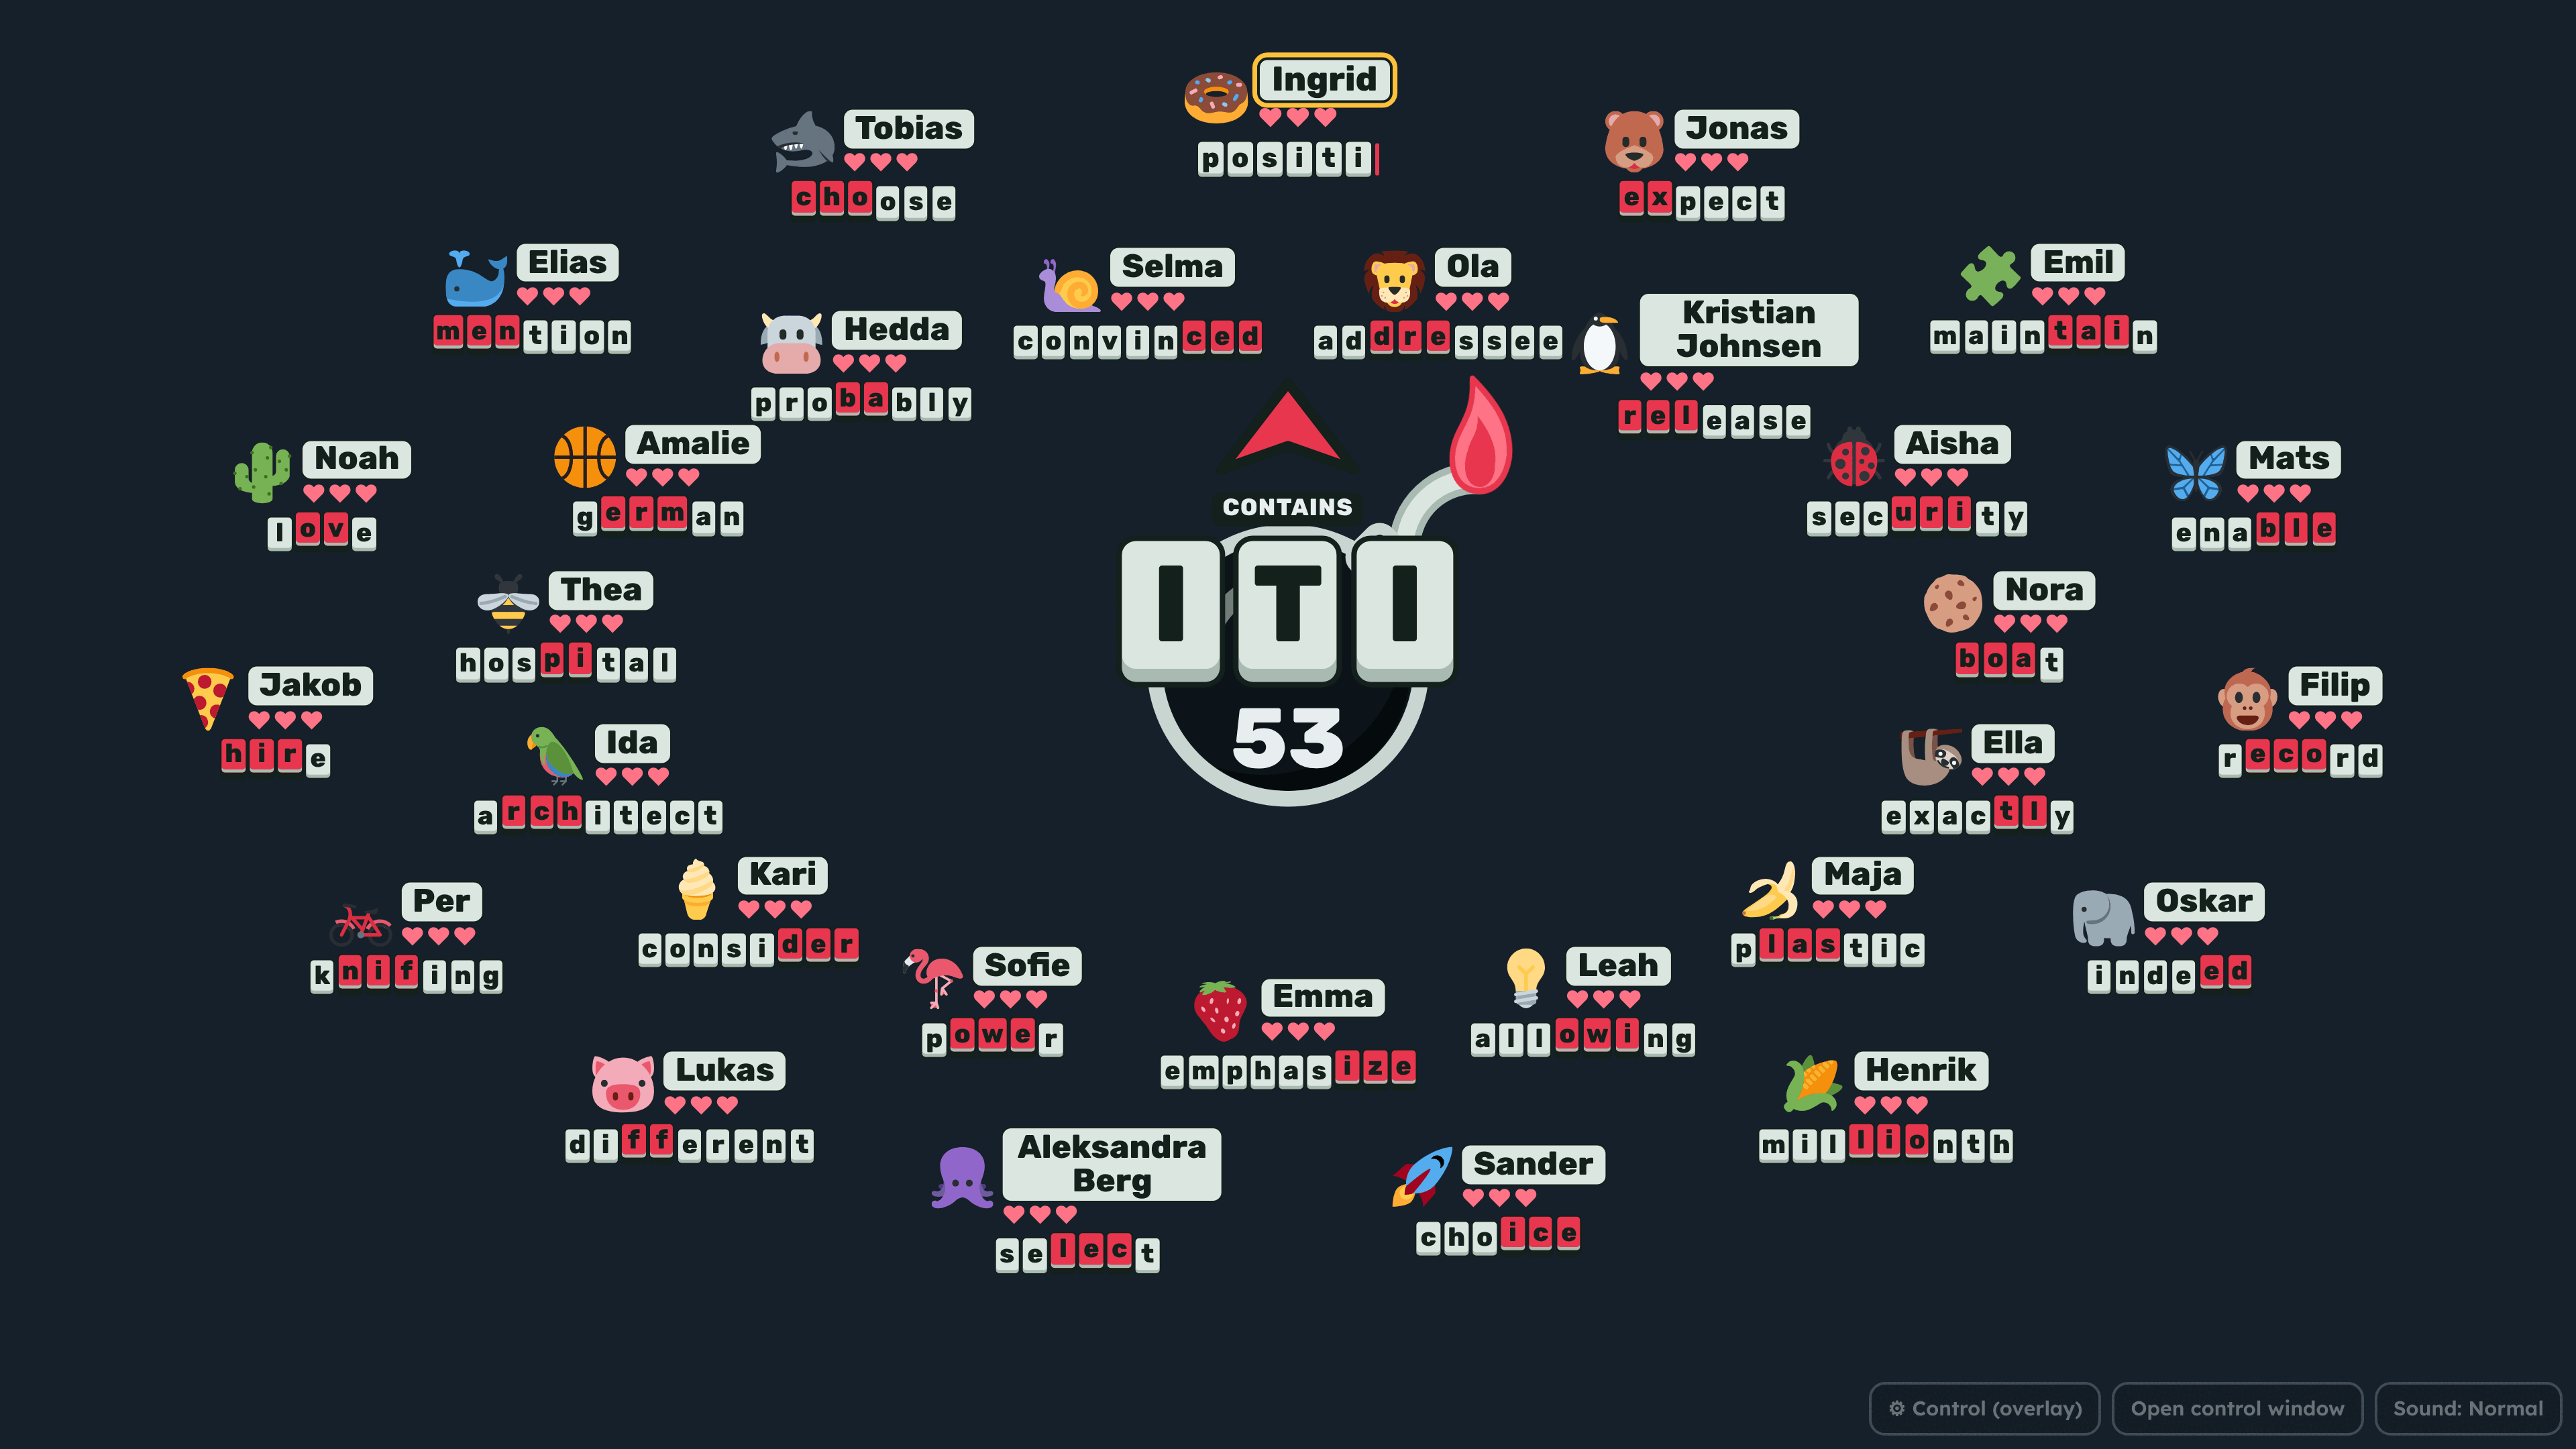 Ingrid
positi
Tobias
choose
Jonas
expect
Elias
mention
Selma
convinced
Ola
addressee
Emil
maintain
Hedda
probably
Kristian
Johnsen
release
Noah
love
Amalie
german
Aisha
security
Mats
enable
CONTAINS
ITI
53
Thea
hospital
Nora
boat
Jakob
hire
Filip
record
Ida
architect
Ella
exactly
Per
knifing
Kari
consider
Maja
plastic
Oskar
indeed
Sofie
power
Emma
emphasize
Leah
allowing
Lukas
different
Henrik
millionth
Aleksandra
Berg
select
Sander
choice
⚙ Control (overlay)
Open control window
Sound: Normal